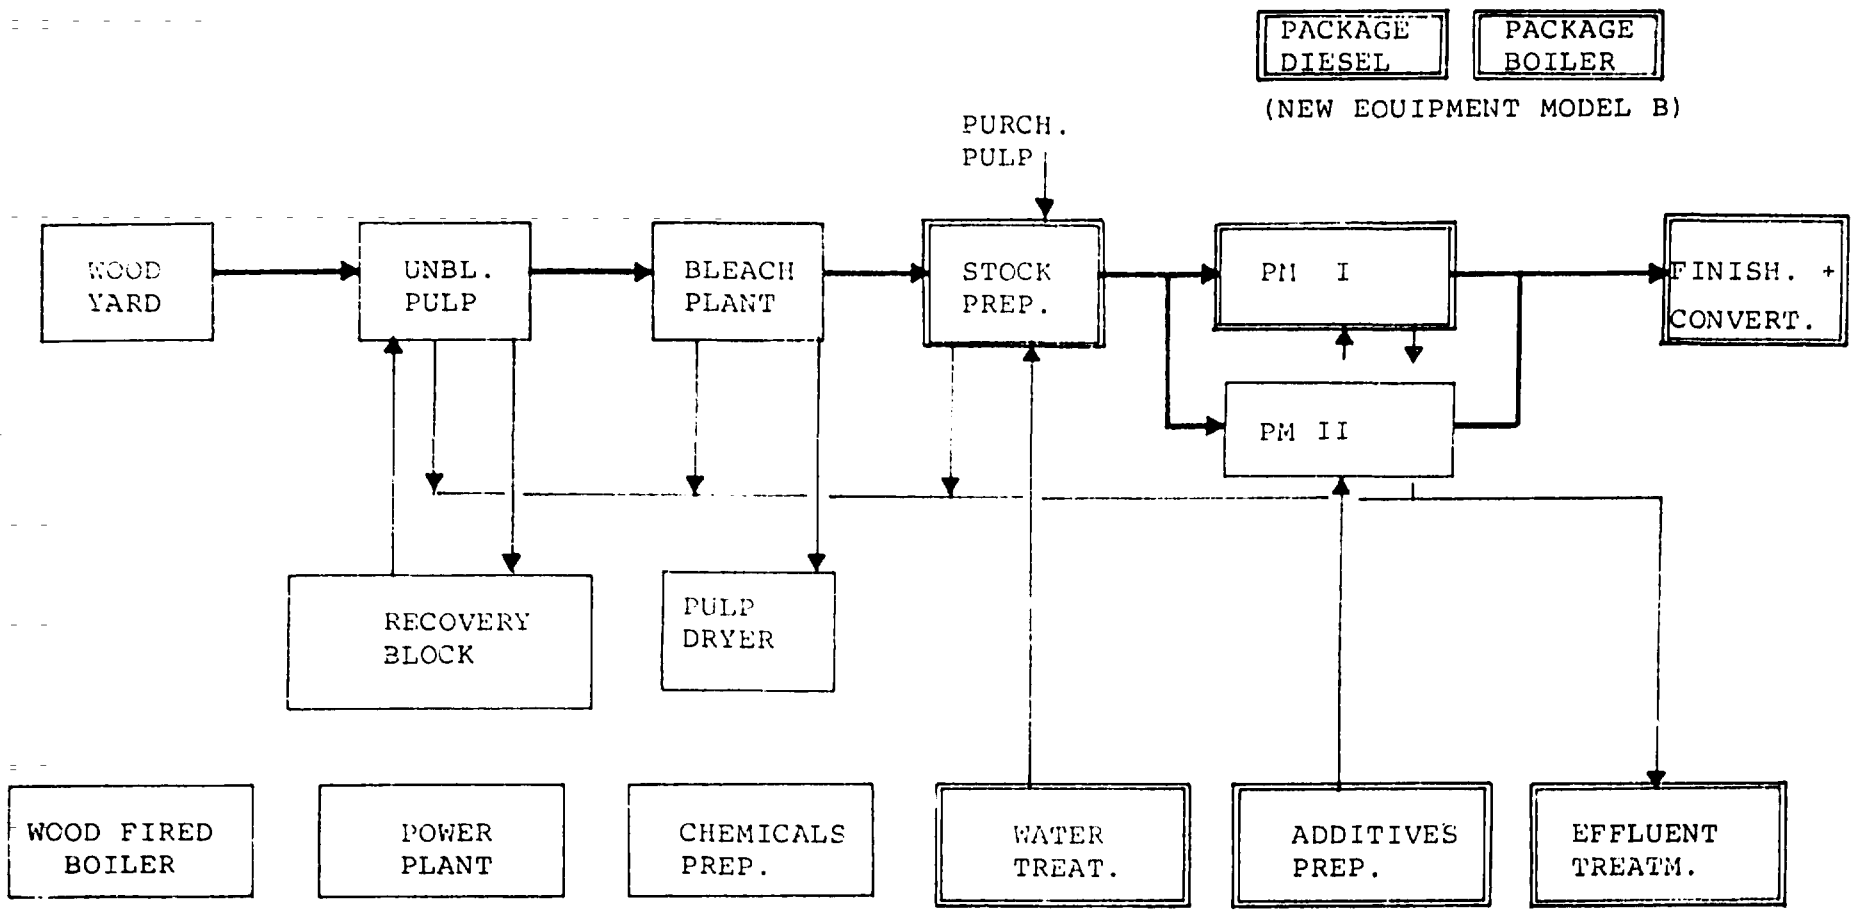 PACKAGE
DIESEL
PACKAGE
BOILER
(NEW EOUIPMENT MODEL B)
PURCH.
PULP
WOOD
YARD
UNBL.
PULP
BLEACH
PLANT
STOCK
PREP.
PM I
FINISH. +
CONVERT.
PM II
RECOVERY
BLOCK
PULP
DRYER
WOOD FIRED
BOILER
POWER
PLANT
CHEMICALS
PREP.
WATER
TREAT.
ADDITIVES
PREP.
EFFLUENT
TREATM.